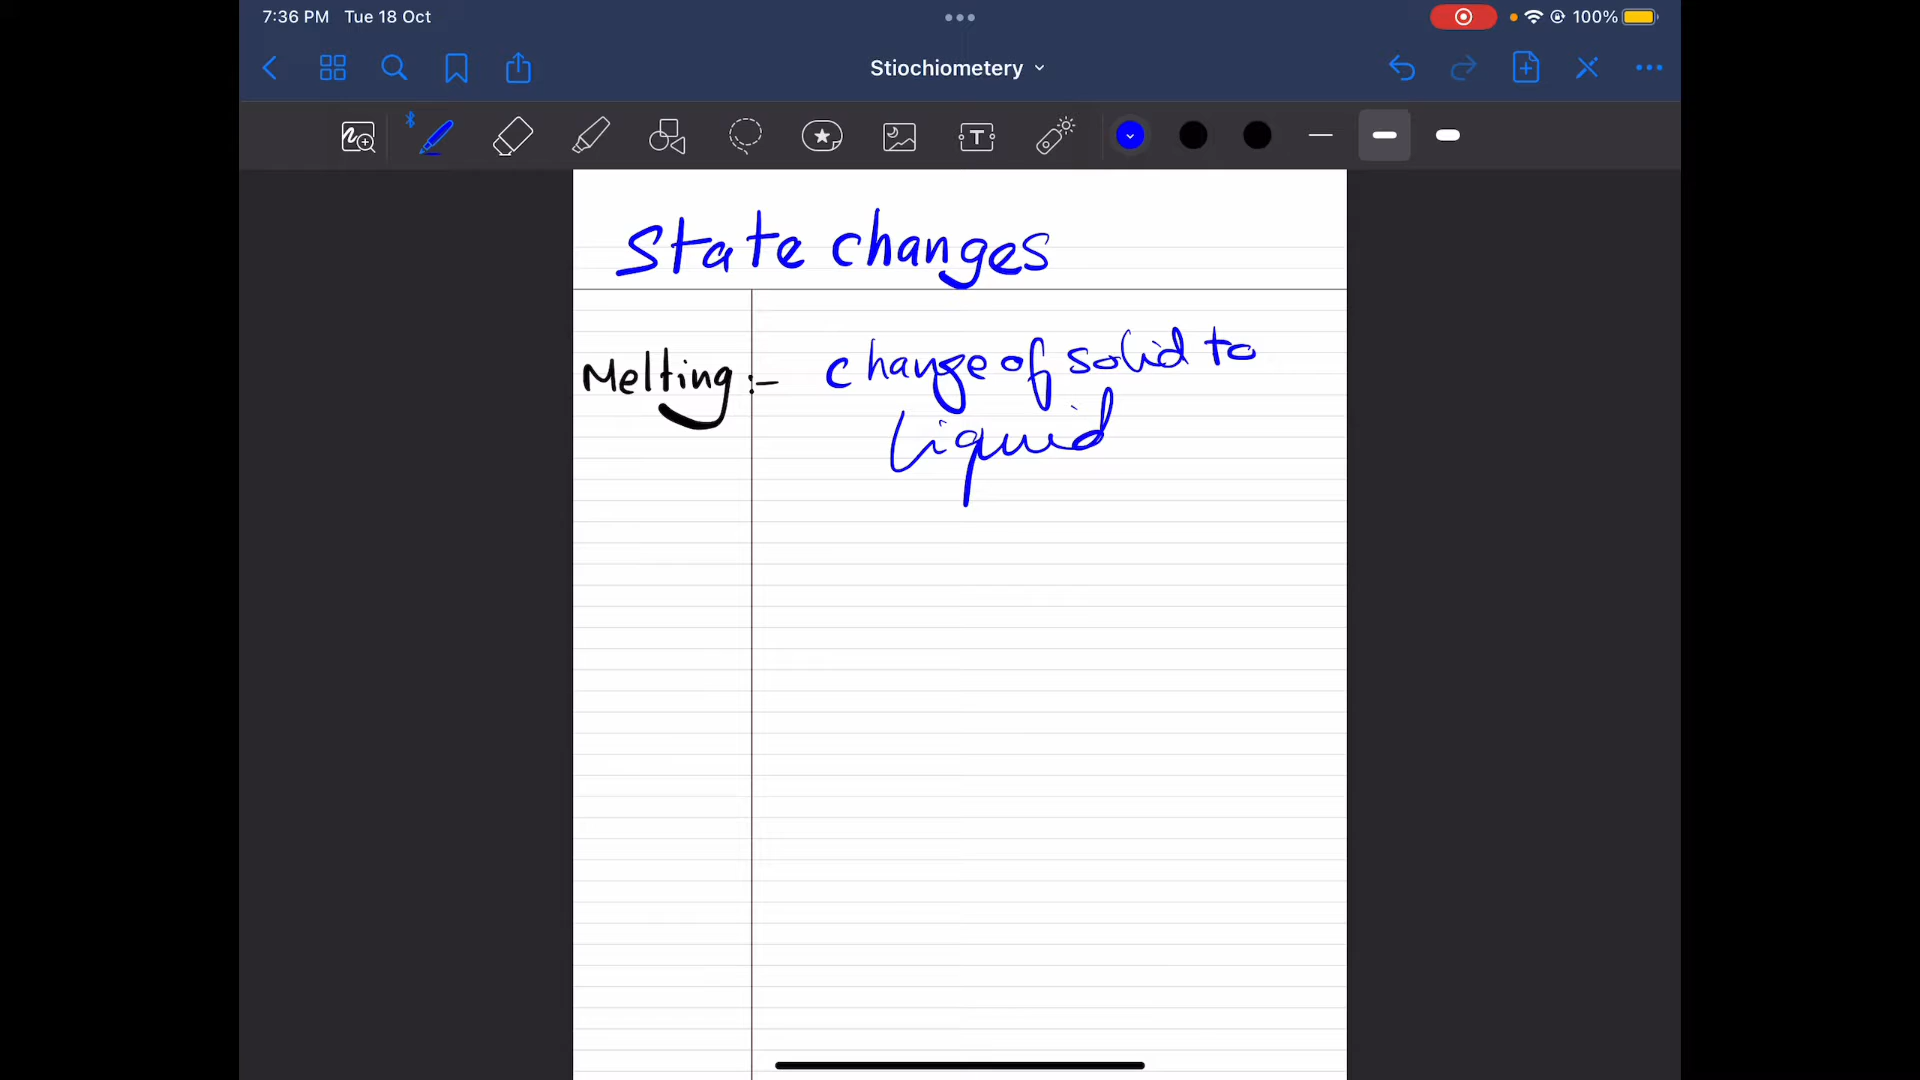 7:36 PM Tue 18 Oct
100%
Stiochiometery
T
State changes
Melting :- change of solid to
liquid